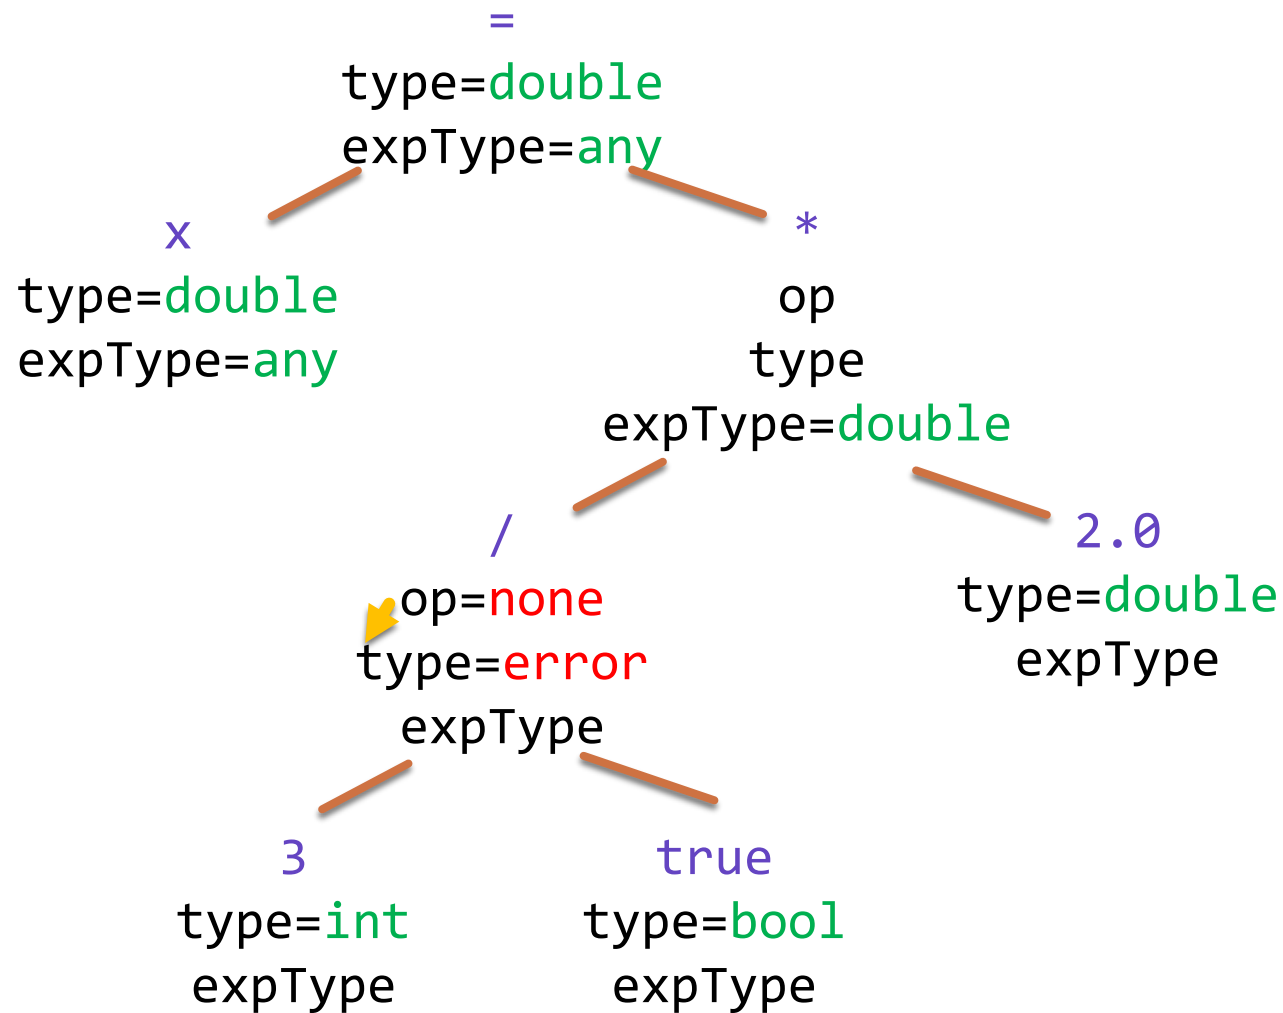 =
type=double
expType=any
x
type=double
expType=any
*
op
type
expType=double
/
op=none
type=error
expType
2.0
type=double
expType
3
type=int
expType
true
type=bool
expType